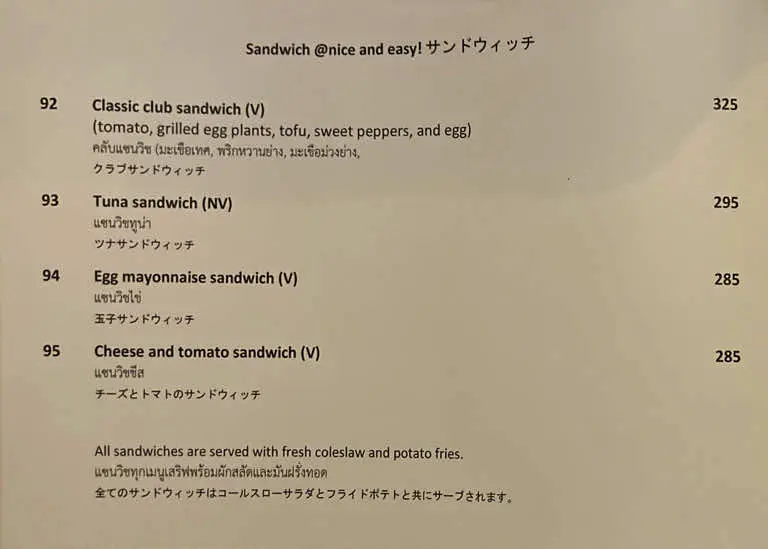 Sandwich @nice and easy! サンドウィッチ
92 Classic club sandwich (V) 325
(tomato, grilled egg plants, tofu, sweet peppers, and egg)
คลับแซนวิช (มะเขือเทศ, พริกหวานย่าง, มะเขือม่วงย่าง,
クラブサンドウィッチ
93 Tuna sandwich (NV) 295
แซนวิชทูน่า
ツナサンドウィッチ
94 Egg mayonnaise sandwich (V) 285
แซนวิชไข่
玉子サンドウィッチ
95 Cheese and tomato sandwich (V) 285
แซนวิชชีส
チーズとトマトのサンドウィッチ
All sandwiches are served with fresh coleslaw and potato fries.
แซนวิชทุกเมนูเสริฟพร้อมผักสลัดและมันฝรั่งทอด
全てのサンドウィッチはコールスローサラダとフライドポテトと共にサーブされます。